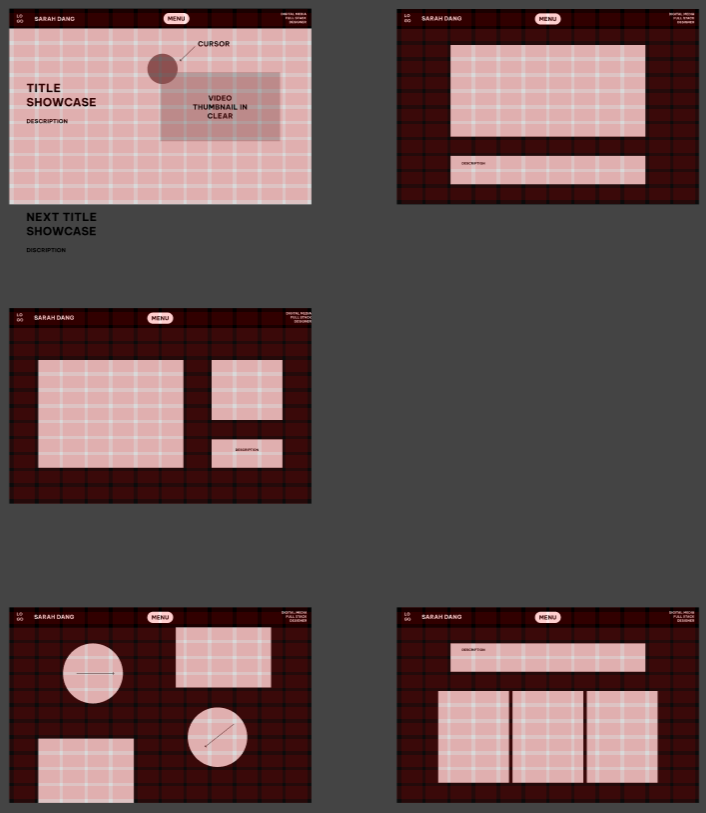 LO
GO
SARAH DANG
MENU
DIGITAL MEDIA
FULL STACK
DESIGNER
CURSOR
TITLE
SHOWCASE
DESCRIPTION
VIDEO
THUMBNAIL IN
CLEAR
NEXT TITLE
SHOWCASE
DISCRIPTION
LO
GO
SARAH DANG
MENU
DIGITAL MEDIA
FULL STACK
DESIGNER
DESCRIPTION
LO
GO
SARAH DANG
MENU
DIGITAL MEDIA
FULL STACK
DESIGNER
DESCRIPTION
LO
GO
SARAH DANG
MENU
DIGITAL MEDIA
FULL STACK
DESIGNER
LO
GO
SARAH DANG
MENU
DIGITAL MEDIA
FULL STACK
DESIGNER
DESCRIPTION